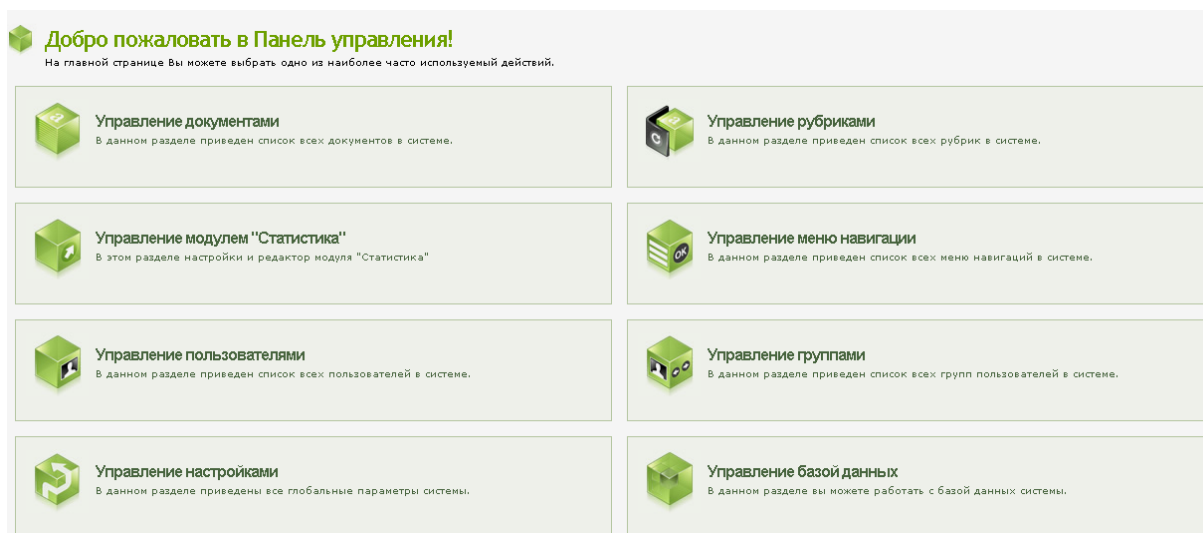 Добро пожаловать в Панель управления!
На главной странице Вы можете выбрать одно из наиболее часто используемый действий.
Управление документами
В данном разделе приведен список всех документов в системе.
Управление рубриками
В данном разделе приведен список всех рубрик в системе.
Управление модулем "Статистика"
В этом разделе настройки и редактор модуля "Статистика"
Управление меню навигации
В данном разделе приведен список всех меню навигаций в системе.
OK
Управление пользователями
В данном разделе приведен список всех пользователей в системе.
Управление группами
В данном разделе приведен список всех групп пользователей в системе.
Управление настройками
В данном разделе приведены все глобальные параметры системы.
Управление базой данных
В данном разделе вы можете работать с базой данных системы.